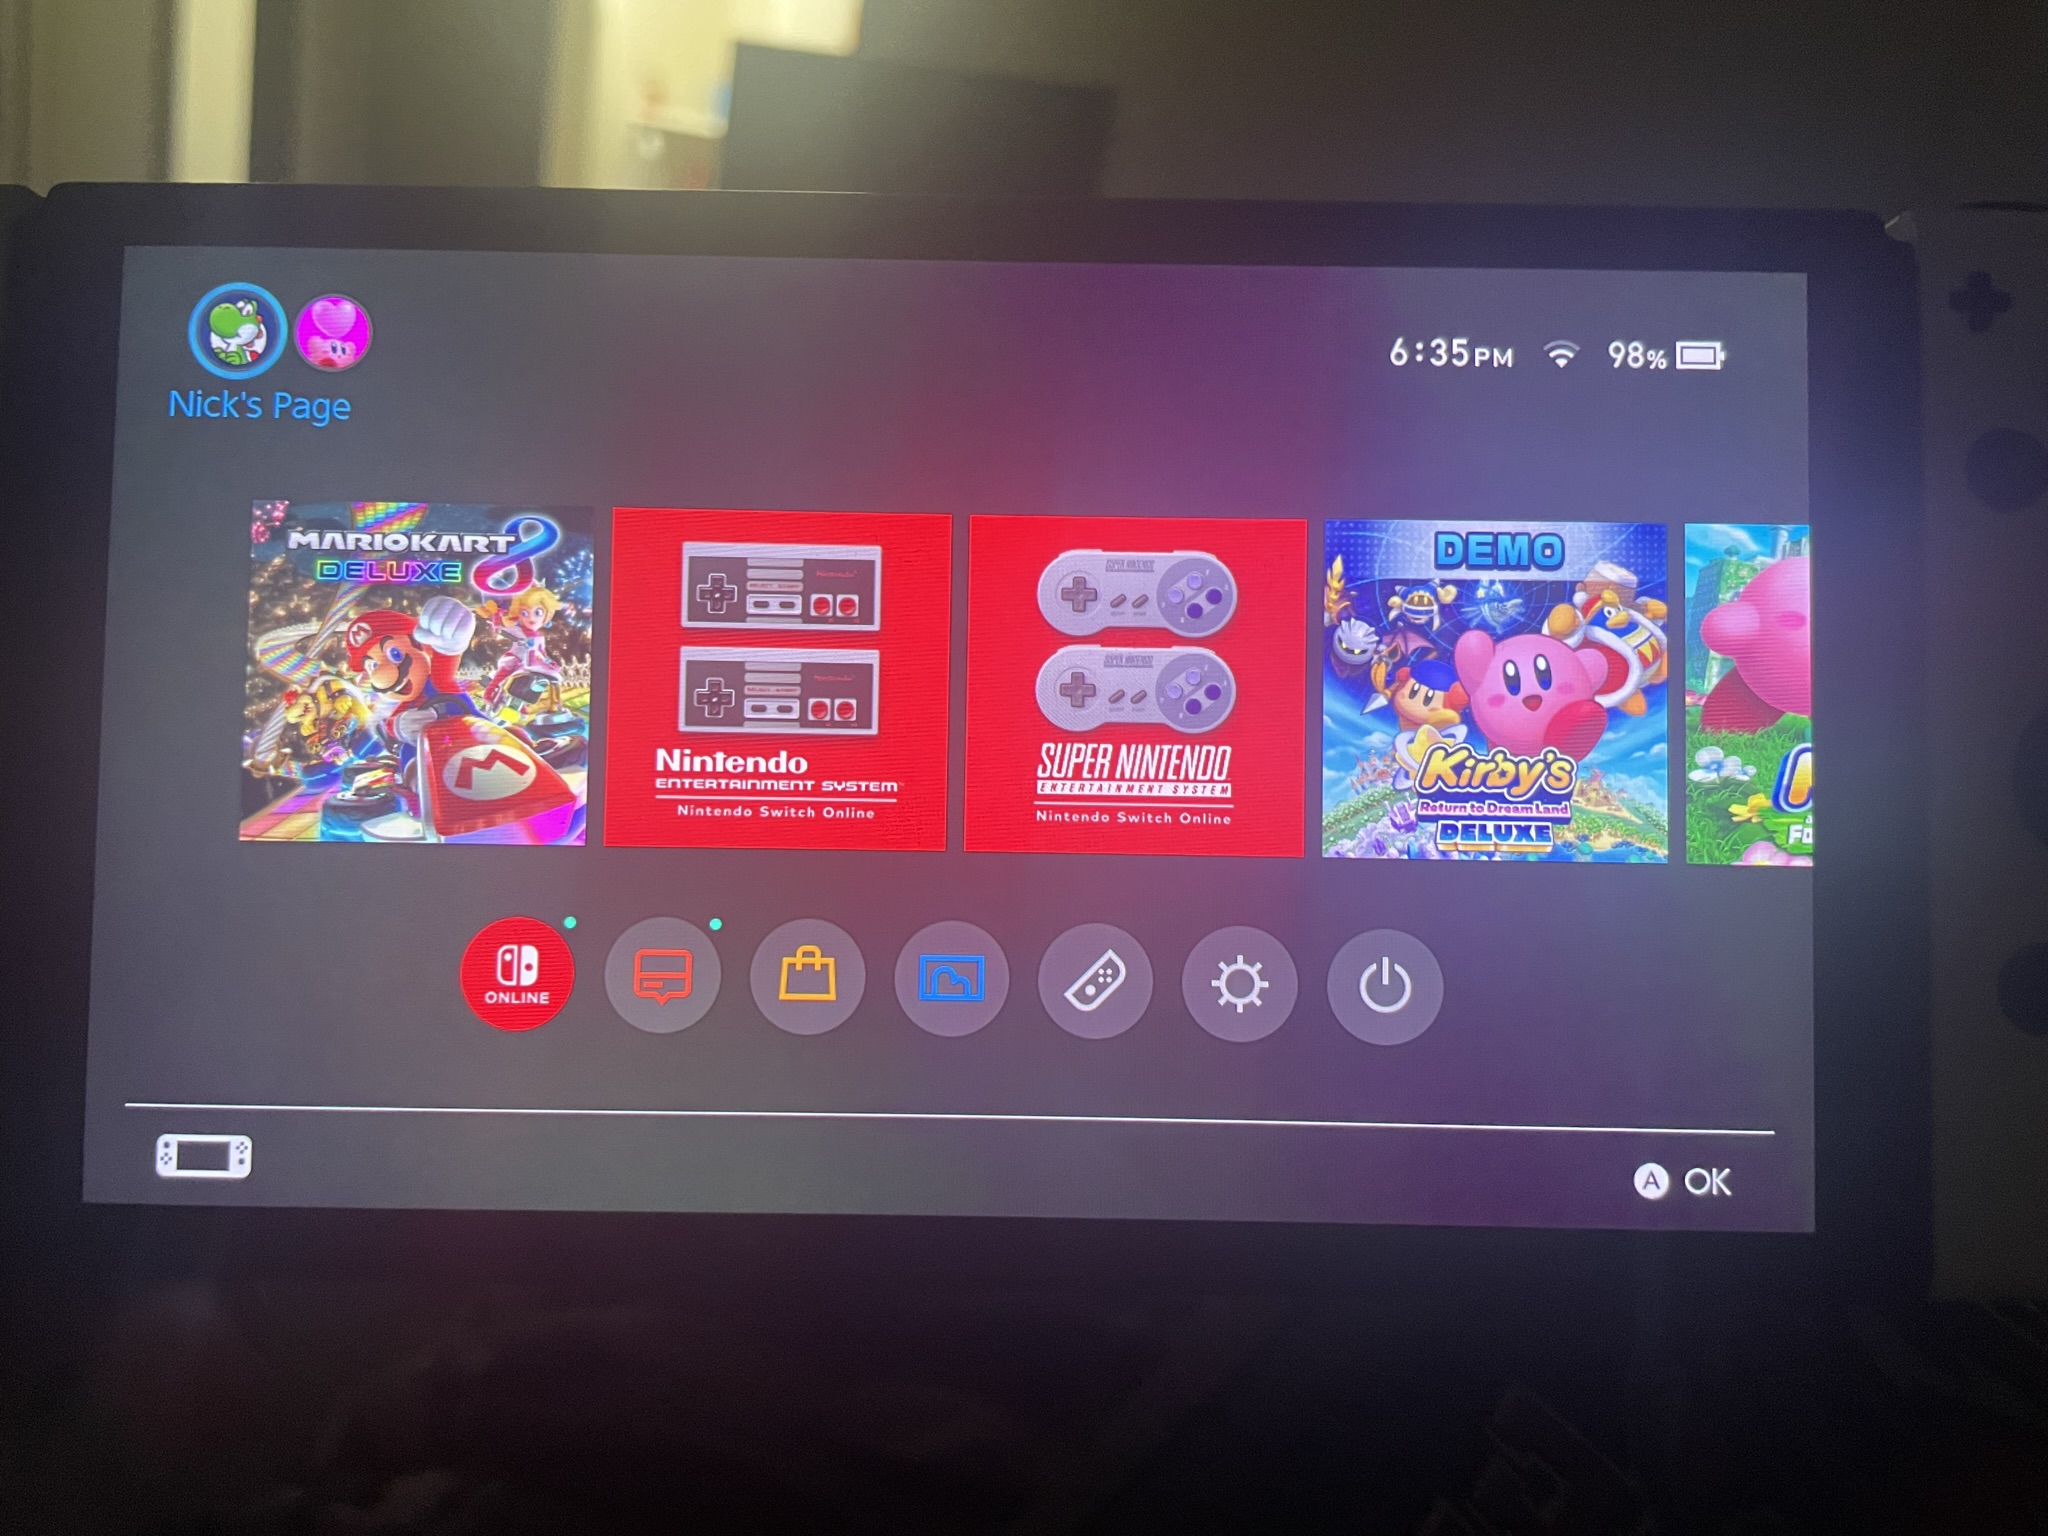 Nick's Page
6:35PM 98%
MARIOKART 8
DELUXE
Nintendo
ENTERTAINMENT SYSTEM™
Nintendo Switch Online
SUPER NINTENDO
ENTERTAINMENT SYSTEM
Nintendo Switch Online
DEMO
Kirby's
Return to Dream Land
DELUXE
ONLINE
A OK